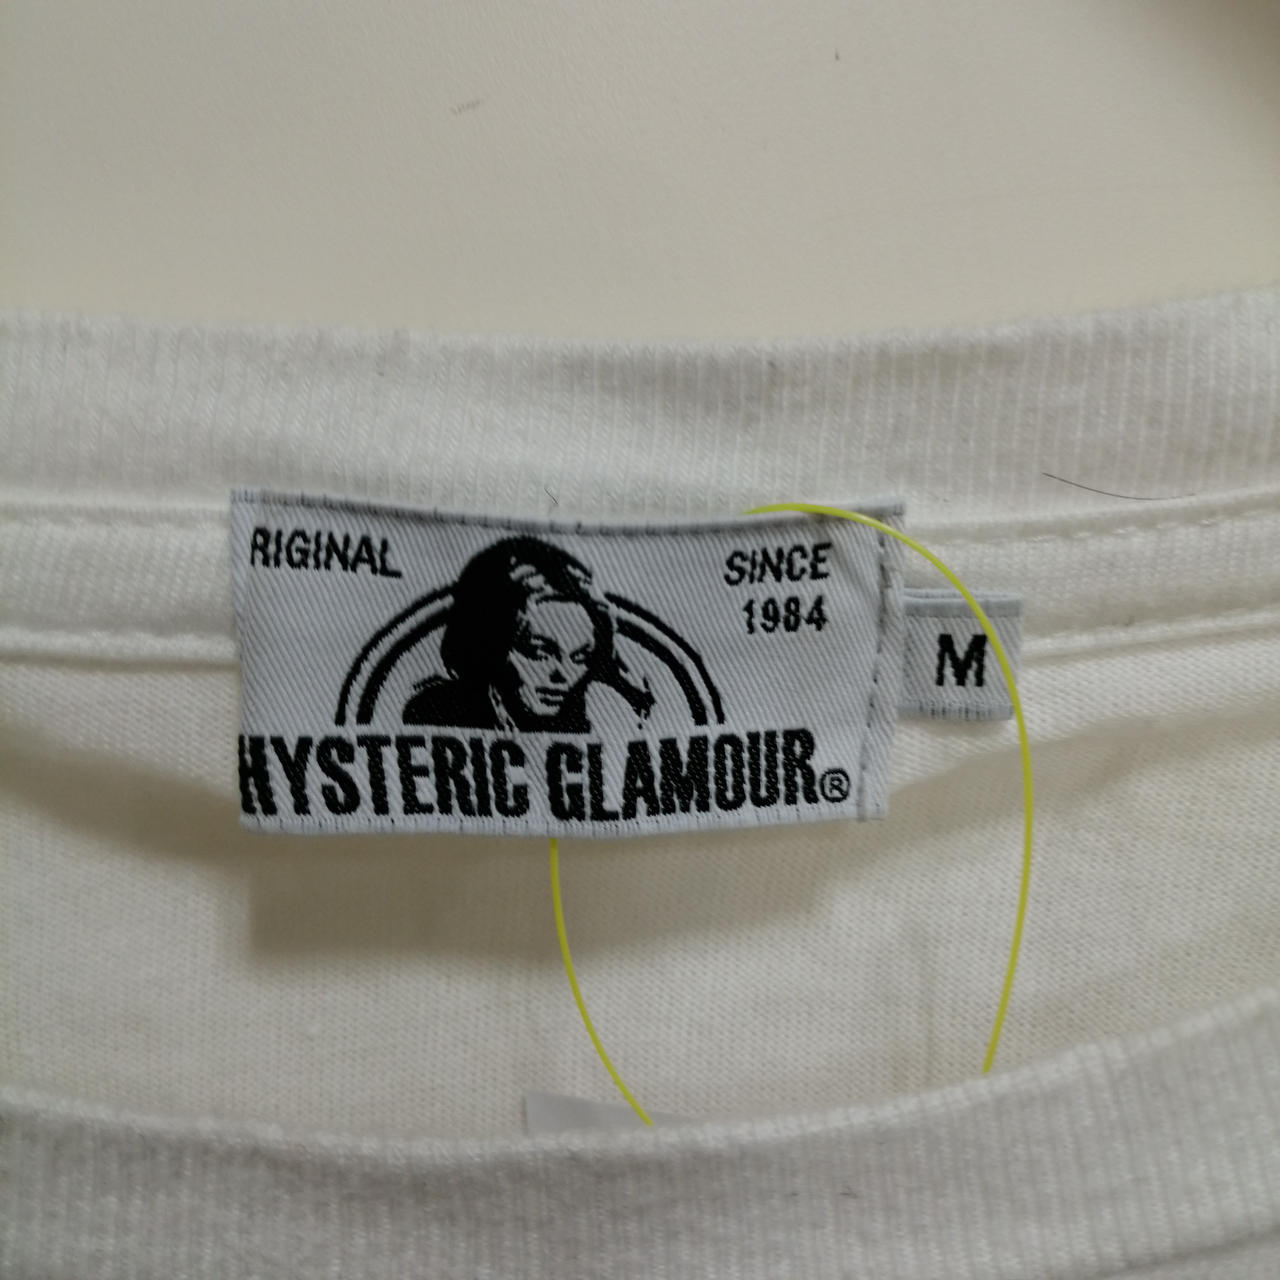 RIGINAL
SINCE
1984
M
HYSTERIC GLAMOUR®